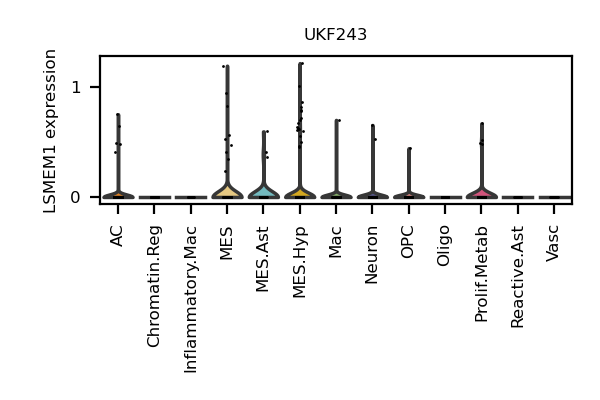 UKF243
LSMEM1 expression
1
0
AC
Chromatin.Reg
Inflammatory.Mac
MES
MES.Ast
MES.Hyp
Mac
Neuron
OPC
Oligo
Prolif.Metab
Reactive.Ast
Vasc